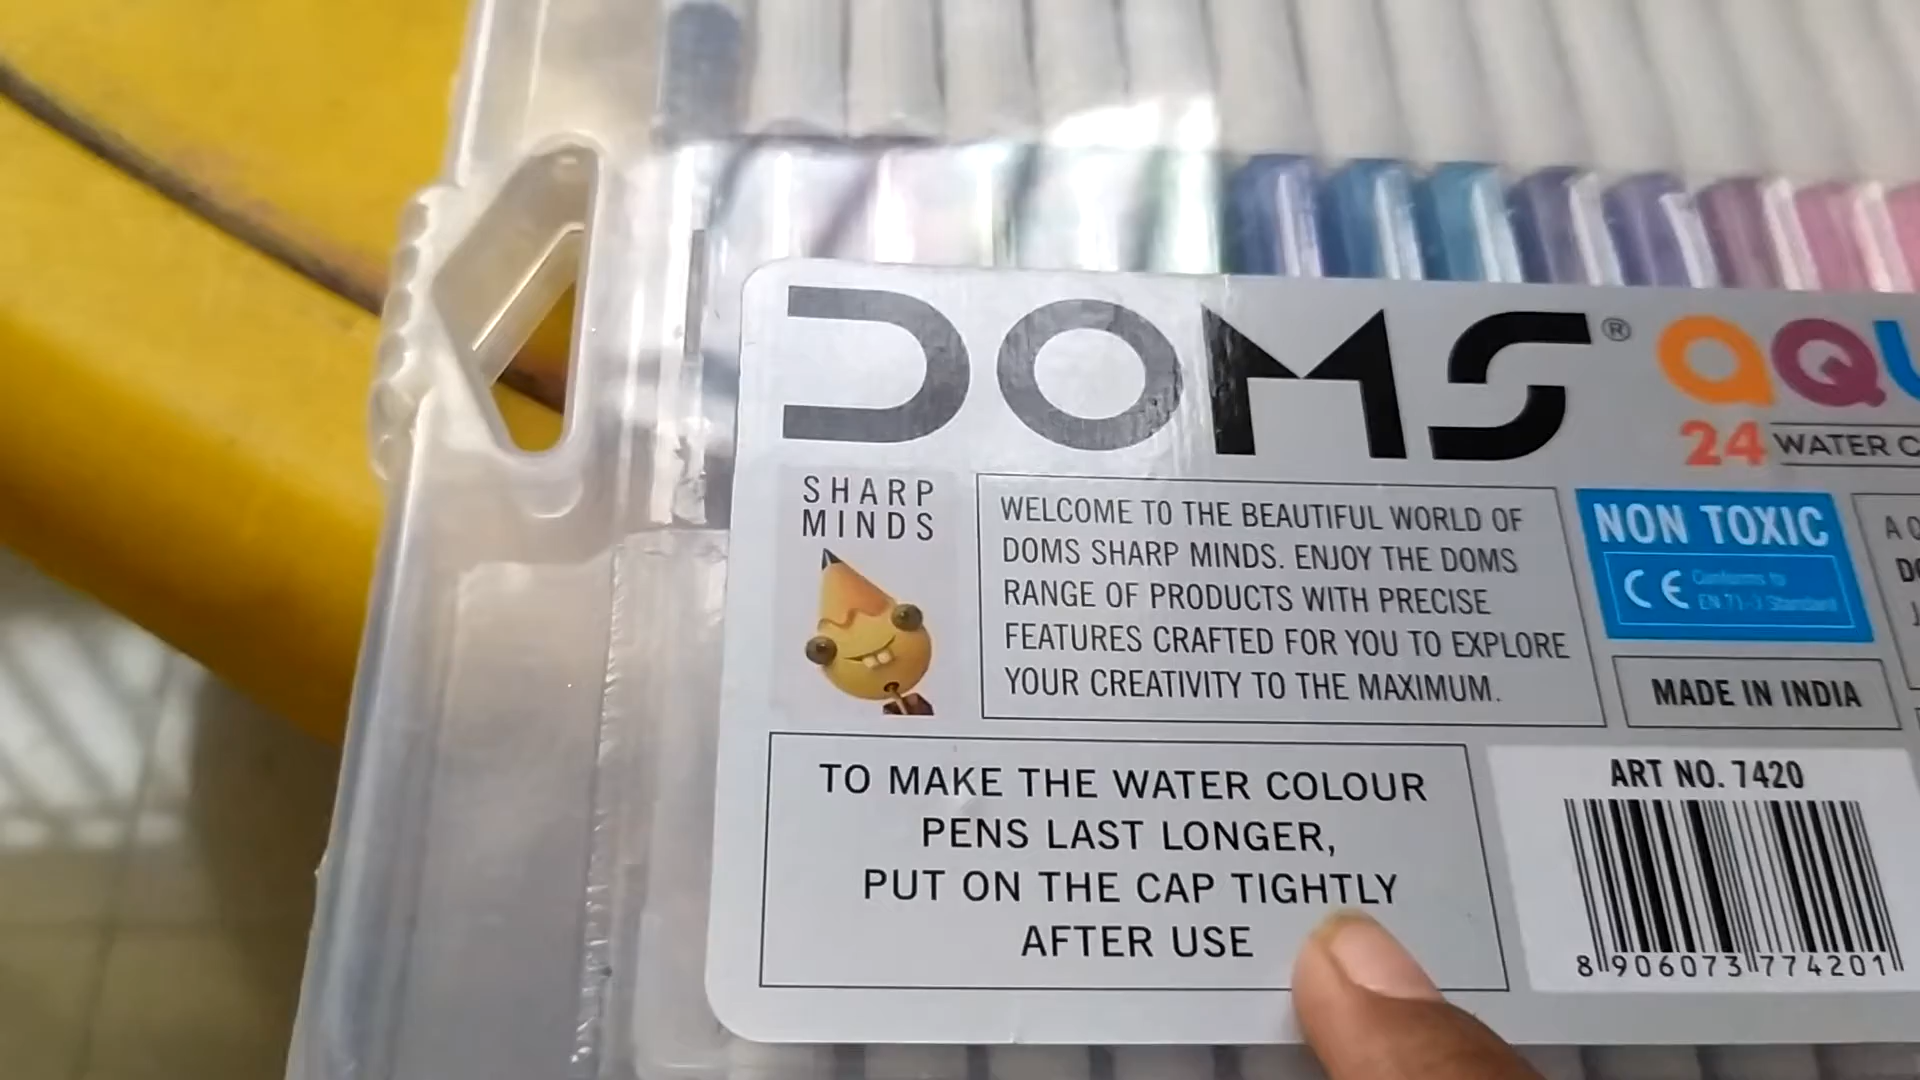 DOMS®
AQU
24 WATER C
SHARP
MINDS
WELCOME TO THE BEAUTIFUL WORLD OF
DOMS SHARP MINDS. ENJOY THE DOMS
RANGE OF PRODUCTS WITH PRECISE
FEATURES CRAFTED FOR YOU TO EXPLORE
YOUR CREATIVITY TO THE MAXIMUM.
NON TOXIC
CE Conforms to
EN 71-3 Standard
MADE IN INDIA
TO MAKE THE WATER COLOUR
PENS LAST LONGER,
PUT ON THE CAP TIGHTLY
AFTER USE
ART NO. 7420
8 906073 774201